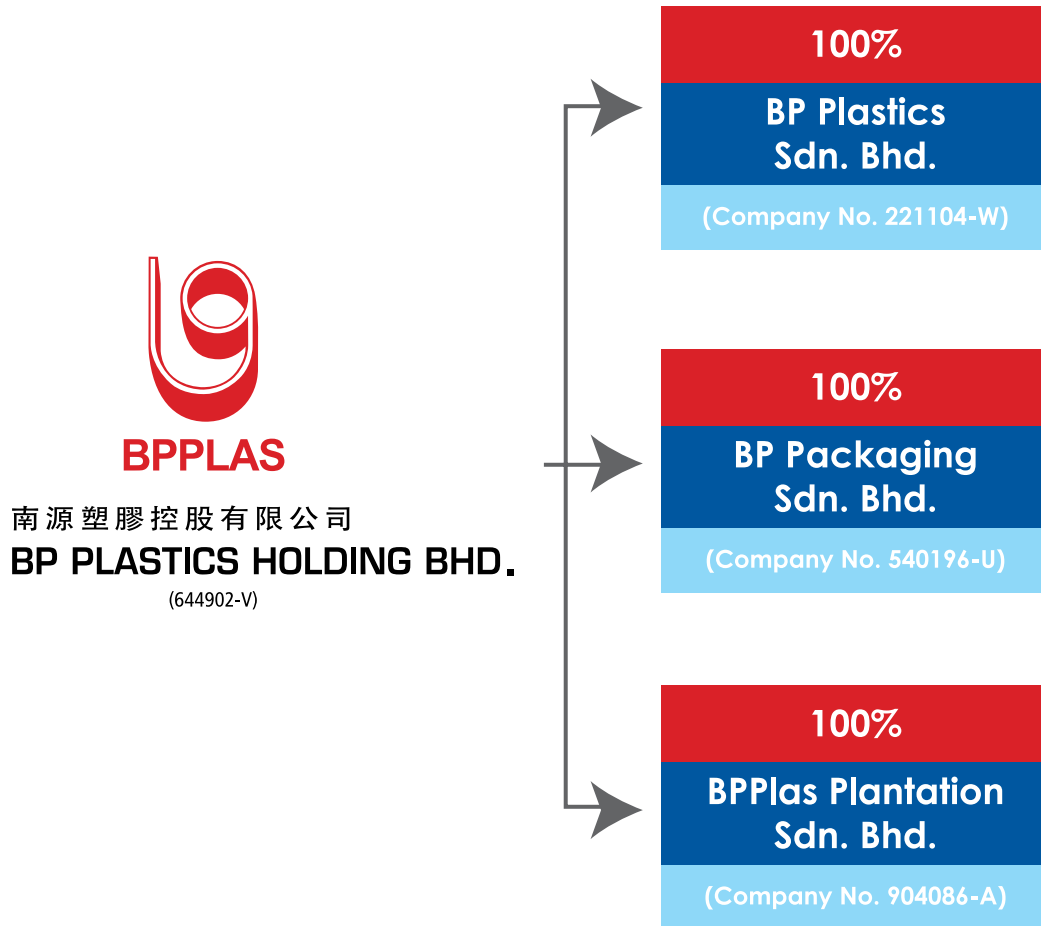 BPPLAS
南源塑膠控股有限公司
BP PLASTICS HOLDING BHD.
(644902-V)
100%
BP Plastics
Sdn. Bhd.
(Company No. 221104-W)
100%
BP Packaging
Sdn. Bhd.
(Company No. 540196-U)
100%
BPPlas Plantation
Sdn. Bhd.
(Company No. 904086-A)